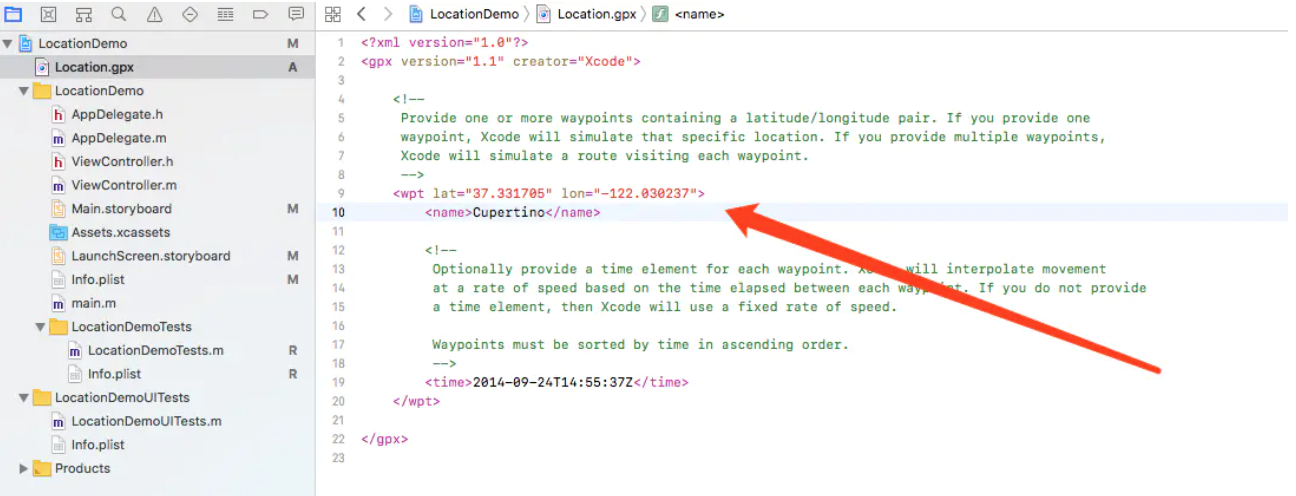 LocationDemo 〉 Location.gpx 〉 <name>
LocationDemo M
Location.gpx A
LocationDemo
AppDelegate.h
AppDelegate.m
ViewController.h
ViewController.m
Main.storyboard M
Assets.xcassets
LaunchScreen.storyboard M
Info.plist M
main.m
LocationDemoTests
LocationDemoTests.m R
Info.plist R
LocationDemoUITests
LocationDemoUITests.m
Info.plist
Products
1 <?xml version="1.0"?>
2 <gpx version="1.1" creator="Xcode">
3
4 <!--
5 Provide one or more waypoints containing a latitude/longitude pair. If you provide one
6 waypoint, Xcode will simulate that specific location. If you provide multiple waypoints,
7 Xcode will simulate a route visiting each waypoint.
8 -->
9 <wpt lat="37.331705" lon="-122.030237">
10 <name>Cupertino</name>
11
12 <!--
13 Optionally provide a time element for each waypoint. Xcode will interpolate movement
14 at a rate of speed based on the time elapsed between each waypoint. If you do not provide
15 a time element, then Xcode will use a fixed rate of speed.
16
17 Waypoints must be sorted by time in ascending order.
18 -->
19 <time>2014-09-24T14:55:37Z</time>
20 </wpt>
21
22 </gpx>
23